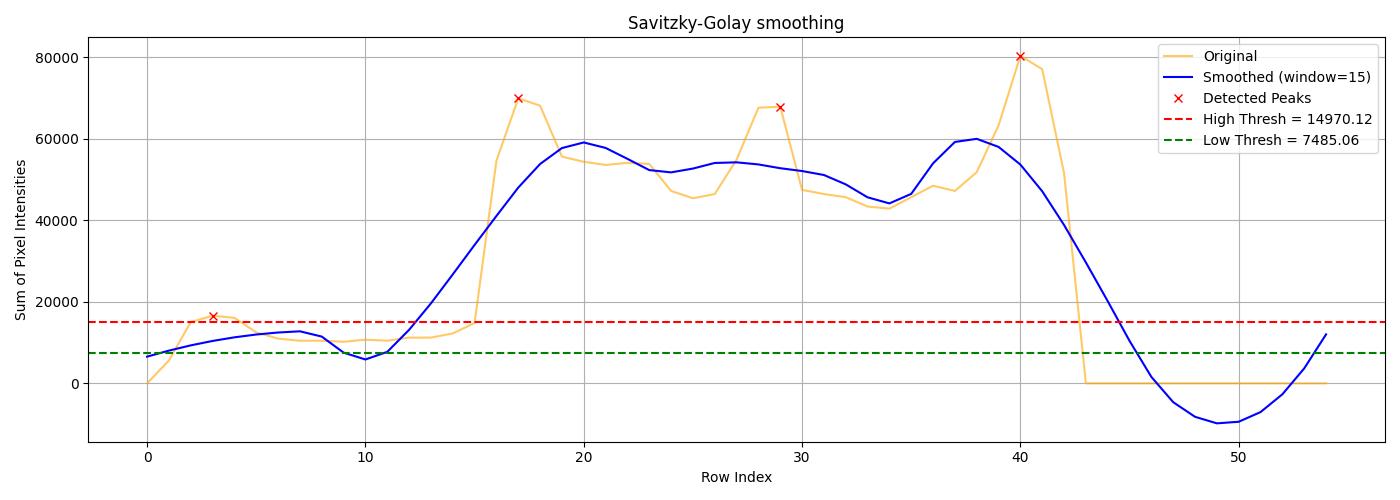 Savitzky-Golay smoothing
80000
60000
40000
20000
0
Sum of Pixel Intensities
Original
Smoothed (window=15)
Detected Peaks
High Thresh = 14970.12
Low Thresh = 7485.06
0 10 20 30 40 50
Row Index